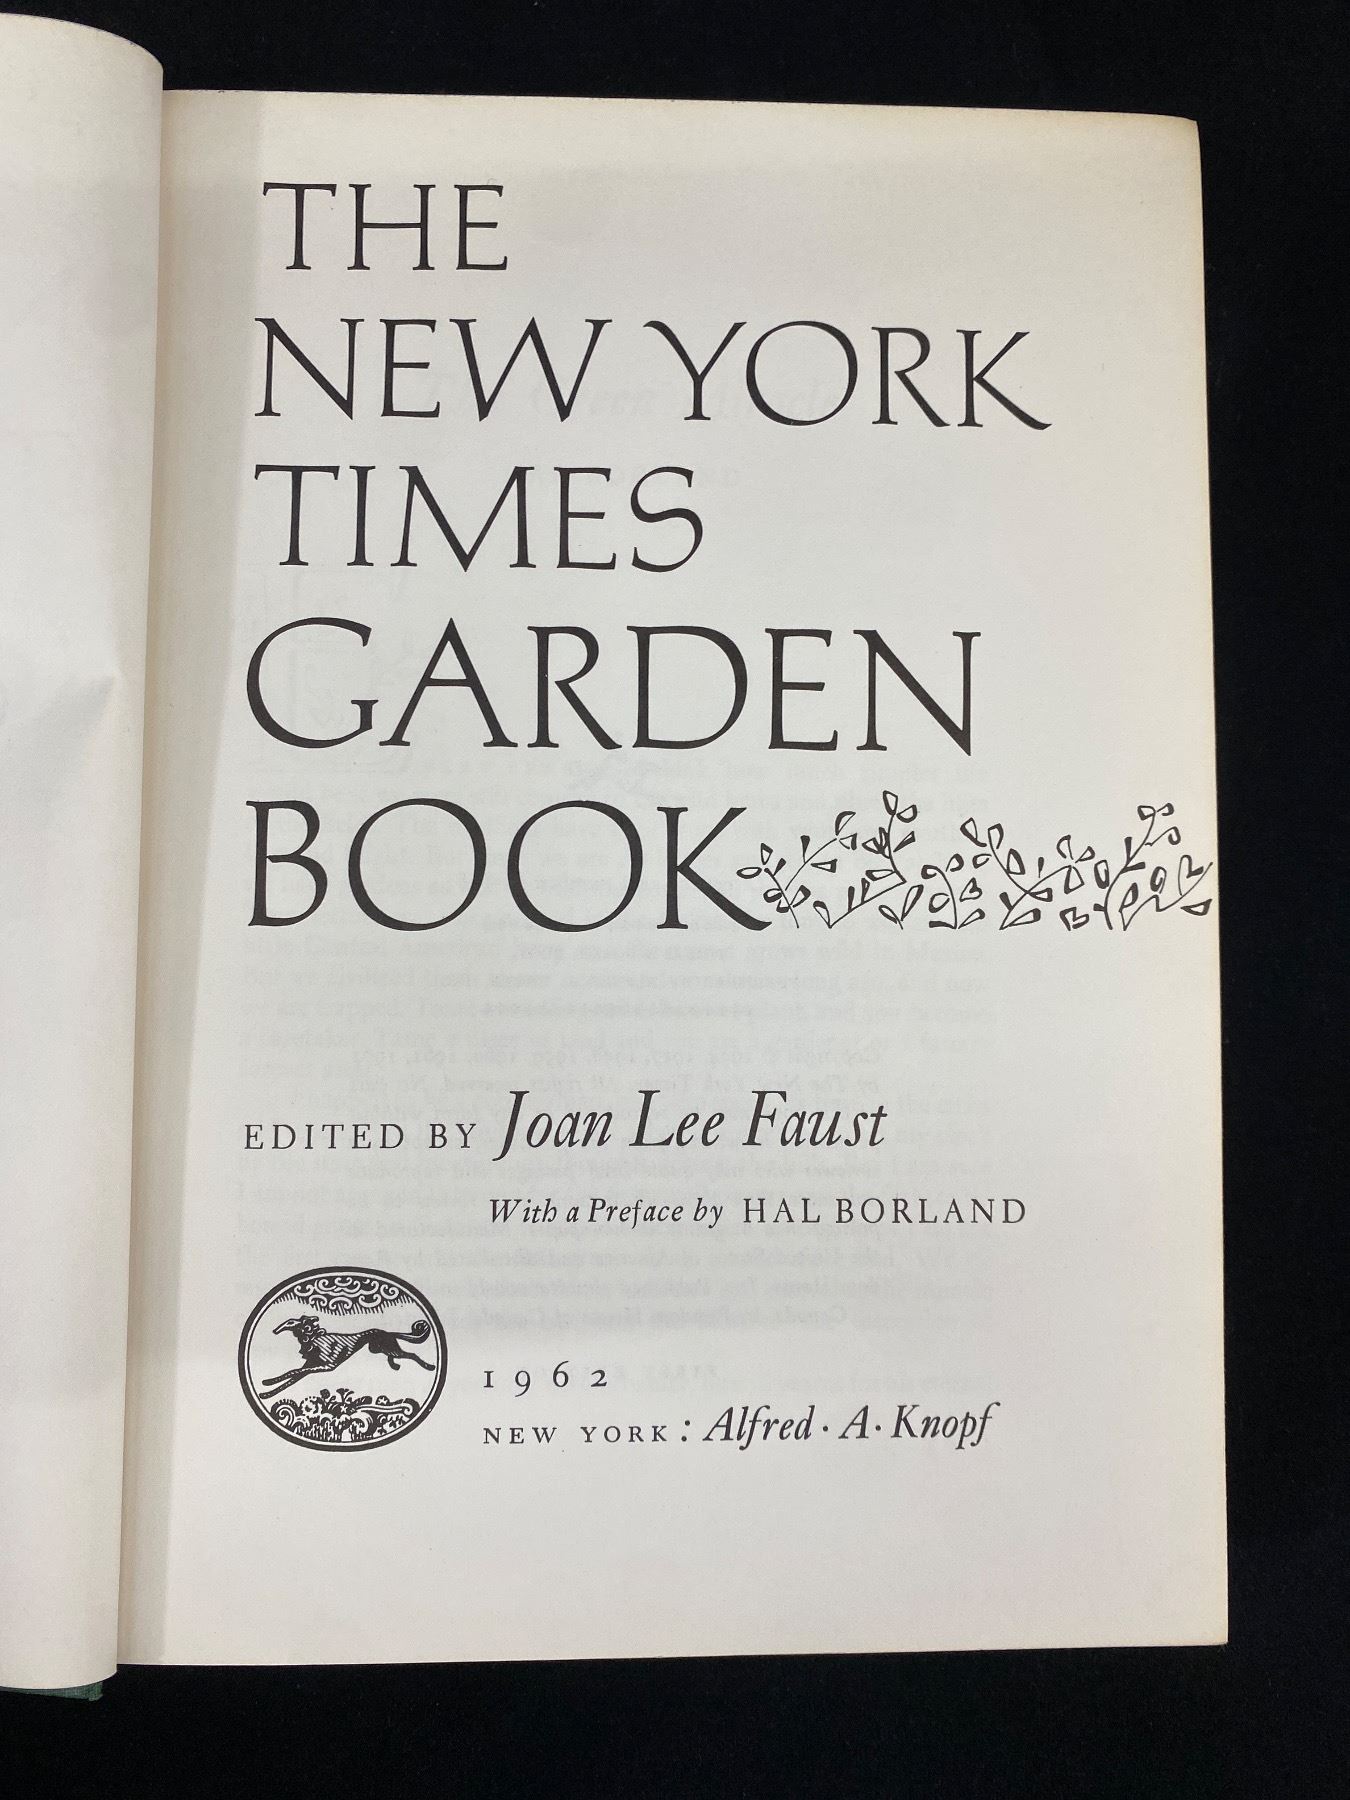 THE
NEW YORK
TIMES
GARDEN
BOOK
EDITED BY Joan Lee Faust
With a Preface by HAL BORLAND
1962
NEW YORK: Alfred · A · Knopf